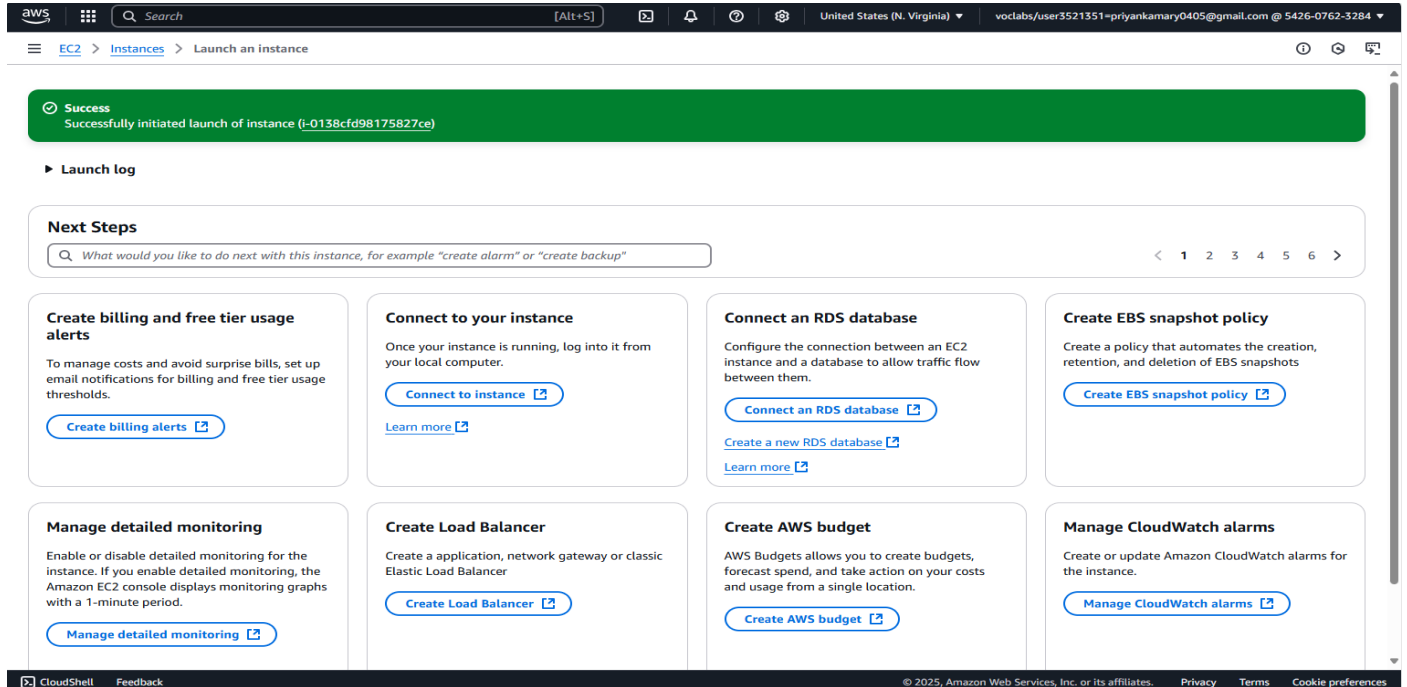 aws
Search [Alt+S]
United States (N. Virginia)
voclabs/user3521351=priyankamary0405@gmail.com @ 5426-0762-3284
EC2 > Instances > Launch an instance
Success
Successfully initiated launch of instance (i-0138cfd98175827ce)
Launch log
Next Steps
What would you like to do next with this instance, for example “create alarm” or “create backup”
1 2 3 4 5 6
Create billing and free tier usage
alerts
To manage costs and avoid surprise bills, set up
email notifications for billing and free tier usage
thresholds.
Create billing alerts
Connect to your instance
Once your instance is running, log into it from
your local computer.
Connect to instance
Learn more
Connect an RDS database
Configure the connection between an EC2
instance and a database to allow traffic flow
between them.
Connect an RDS database
Create a new RDS database
Learn more
Create EBS snapshot policy
Create a policy that automates the creation,
retention, and deletion of EBS snapshots
Create EBS snapshot policy
Manage detailed monitoring
Enable or disable detailed monitoring for the
instance. If you enable detailed monitoring, the
Amazon EC2 console displays monitoring graphs
with a 1-minute period.
Manage detailed monitoring
Create Load Balancer
Create a application, network gateway or classic
Elastic Load Balancer
Create Load Balancer
Create AWS budget
AWS Budgets allows you to create budgets,
forecast spend, and take action on your costs
and usage from a single location.
Create AWS budget
Manage CloudWatch alarms
Create or update Amazon CloudWatch alarms for
the instance.
Manage CloudWatch alarms
CloudShell Feedback
© 2025, Amazon Web Services, Inc. or its affiliates. Privacy Terms Cookie preferences